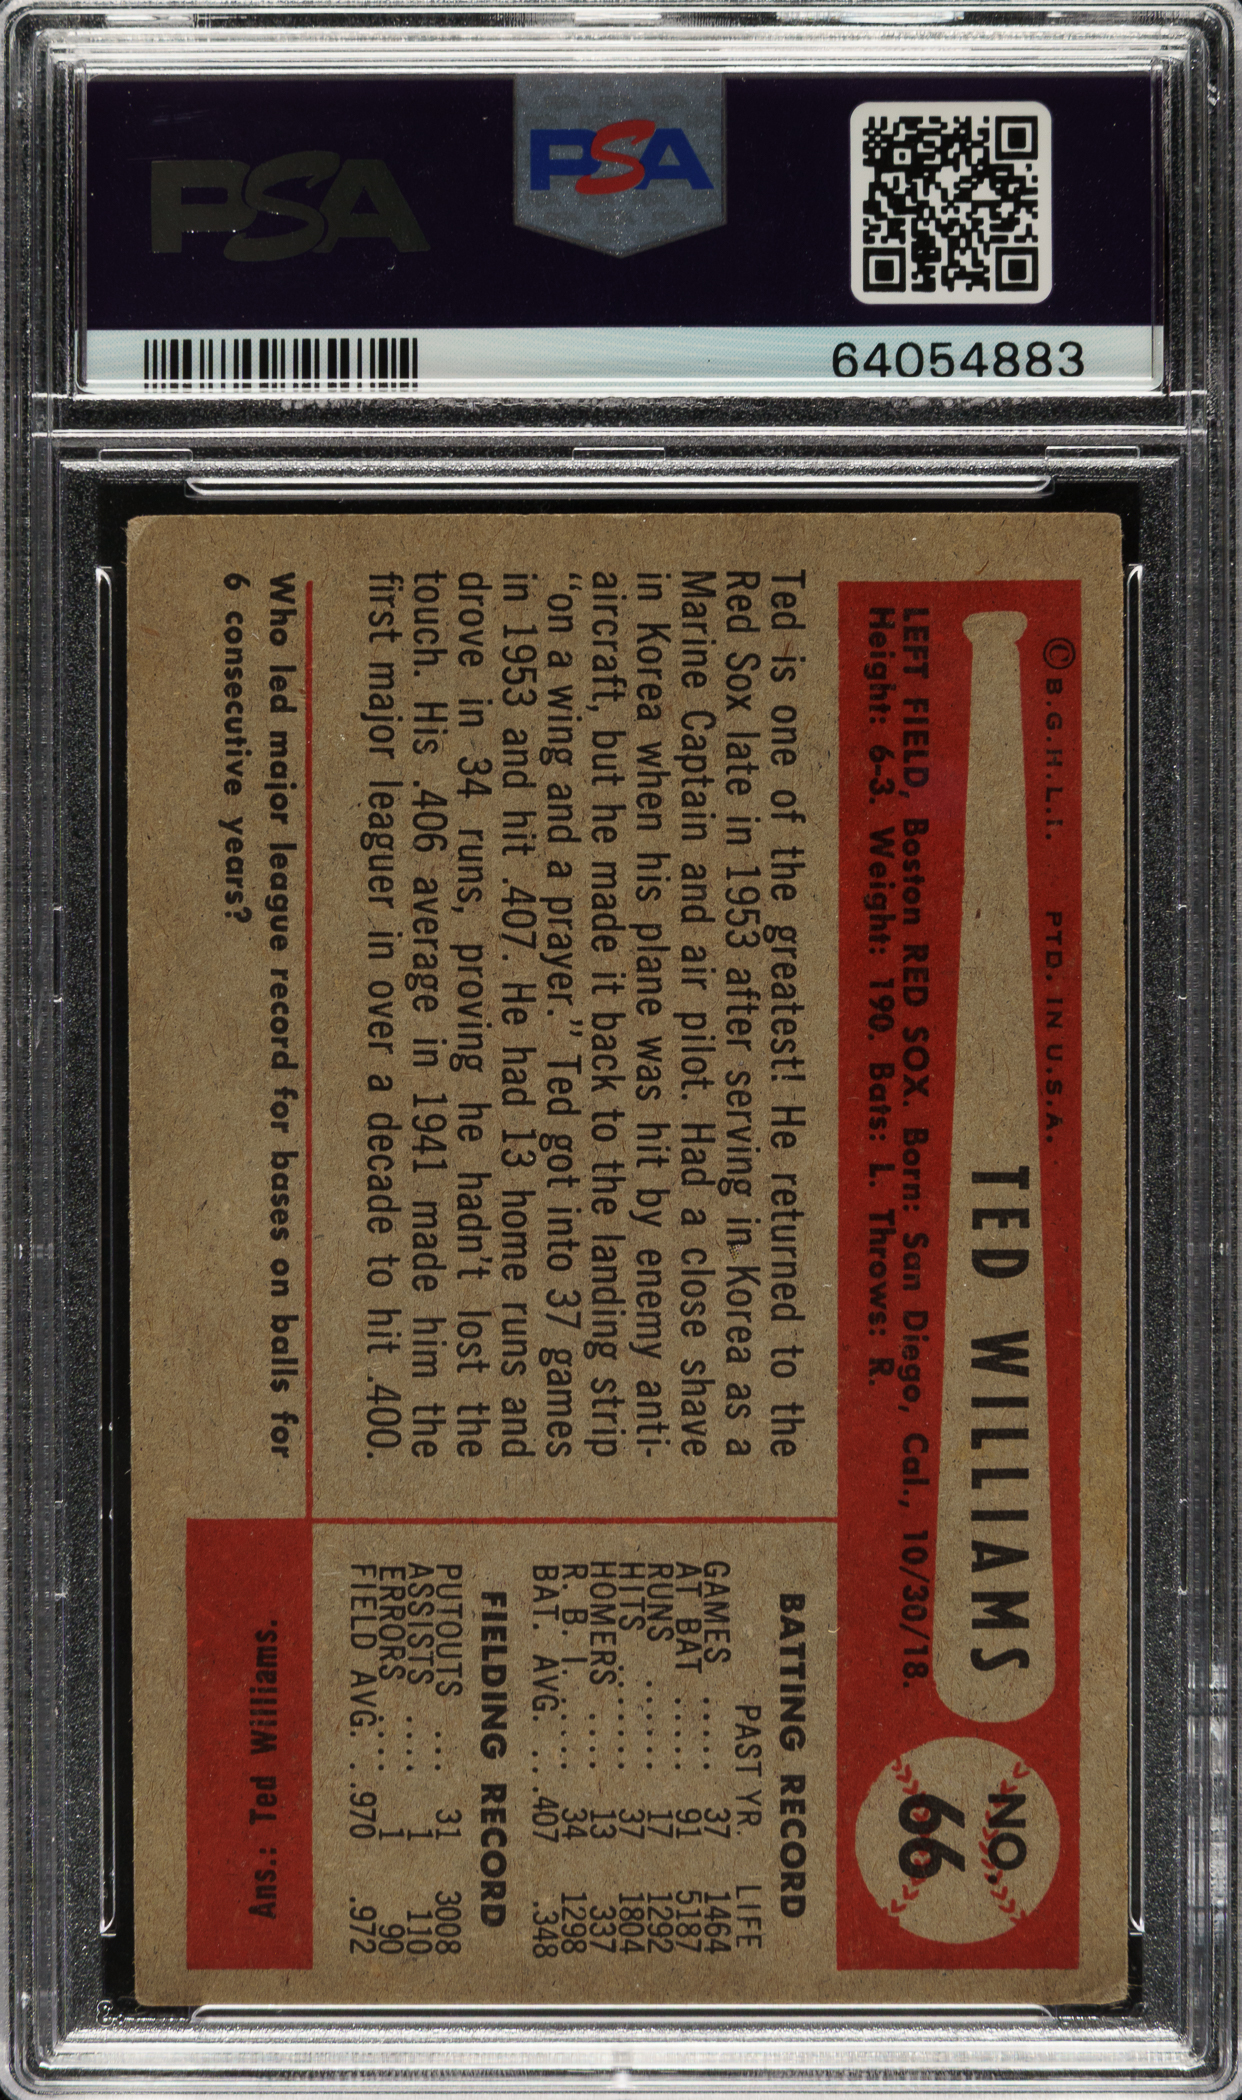 PSA
PSA
64054883
© B.G.H.L.I. PTD. IN U.S.A.
TED WILLIAMS
NO.
66
LEFT FIELD, Boston RED SOX. Born: San Diego, Cal., 10/30/18.
Height: 6-3. Weight: 190. Bats: L. Throws: R.
Ted is one of the greatest! He returned to the
Red Sox late in 1953 after serving in Korea as a
Marine Captain and air pilot. Had a close shave
in Korea when his plane was hit by enemy anti-
aircraft, but he made it back to the landing strip
“on a wing and a prayer.” Ted got into 37 games
in 1953 and hit .407. He had 13 home runs and
drove in 34 runs, proving he hadn't lost the
touch. His .406 average in 1941 made him the
first major leaguer in over a decade to hit .400.
BATTING RECORD
PAST YR. LIFE
GAMES .... 37 1464
AT BAT .... 91 5187
RUNS ...... 17 1292
HITS ...... 37 1804
HOMERS .... 13 337
R. B. I. ..... 34 1298
BAT. AVG. ...407 .348
FIELDING RECORD
PUTOUTS ... 31 3008
ASSISTS .... 1 110
ERRORS .... 1 90
FIELD AVG. ..970 .972
Who led major league record for bases on balls for
6 consecutive years?
Ans.: Ted Williams.